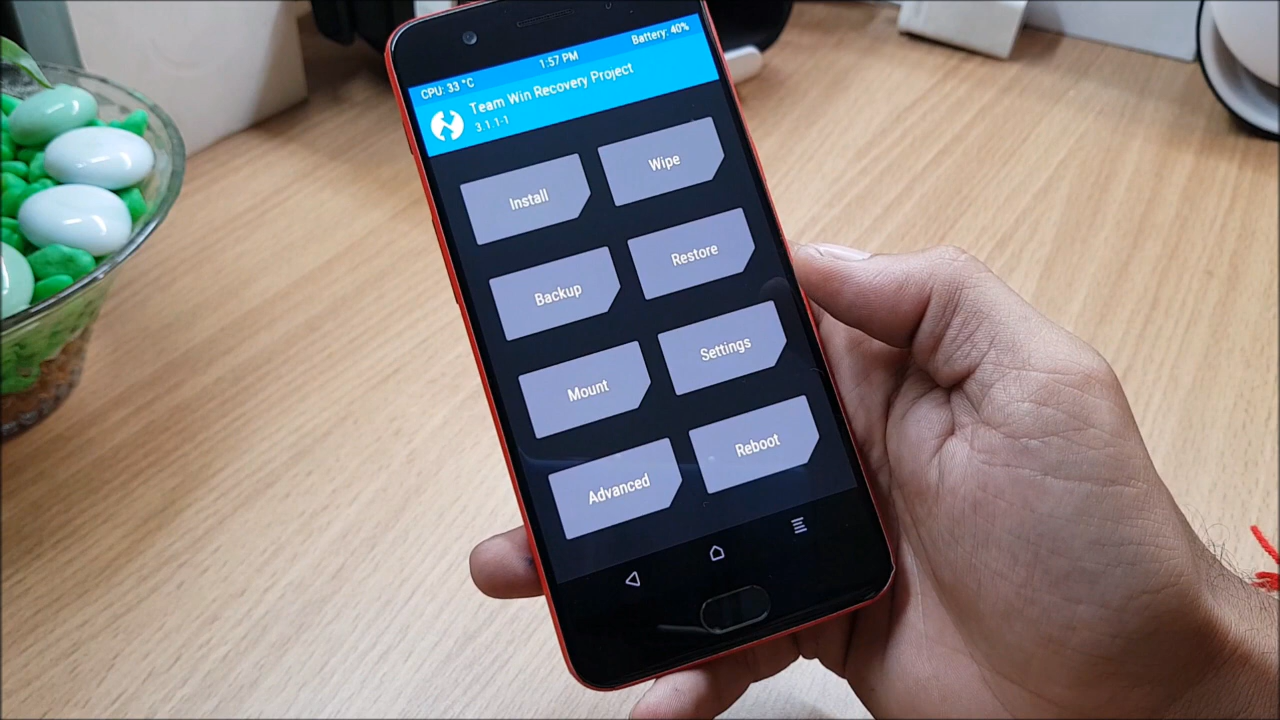 CPU: 33 °C 1:57 PM Battery: 40%
Team Win Recovery Project
3.1.1-1
Install
Wipe
Backup
Restore
Mount
Settings
Advanced
Reboot